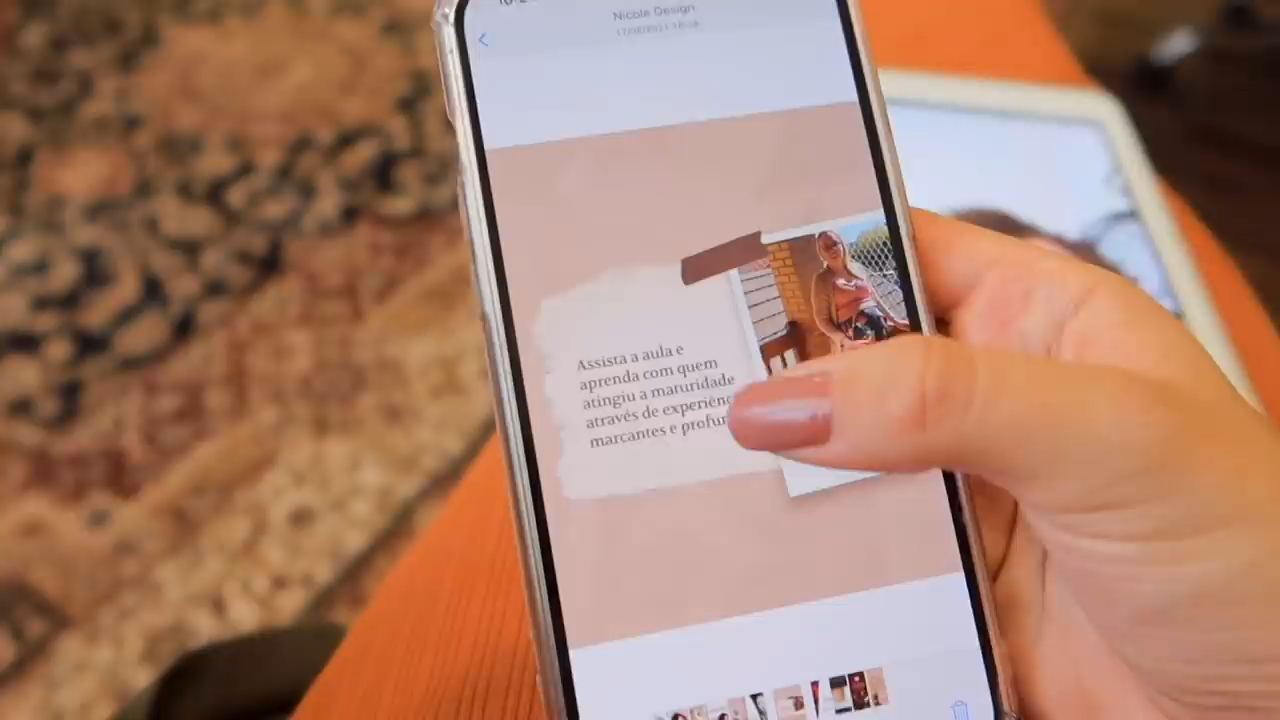 Nicole Design
Assista a aula e
aprenda com quem
atingiu a maturidade
através de
marcantes e